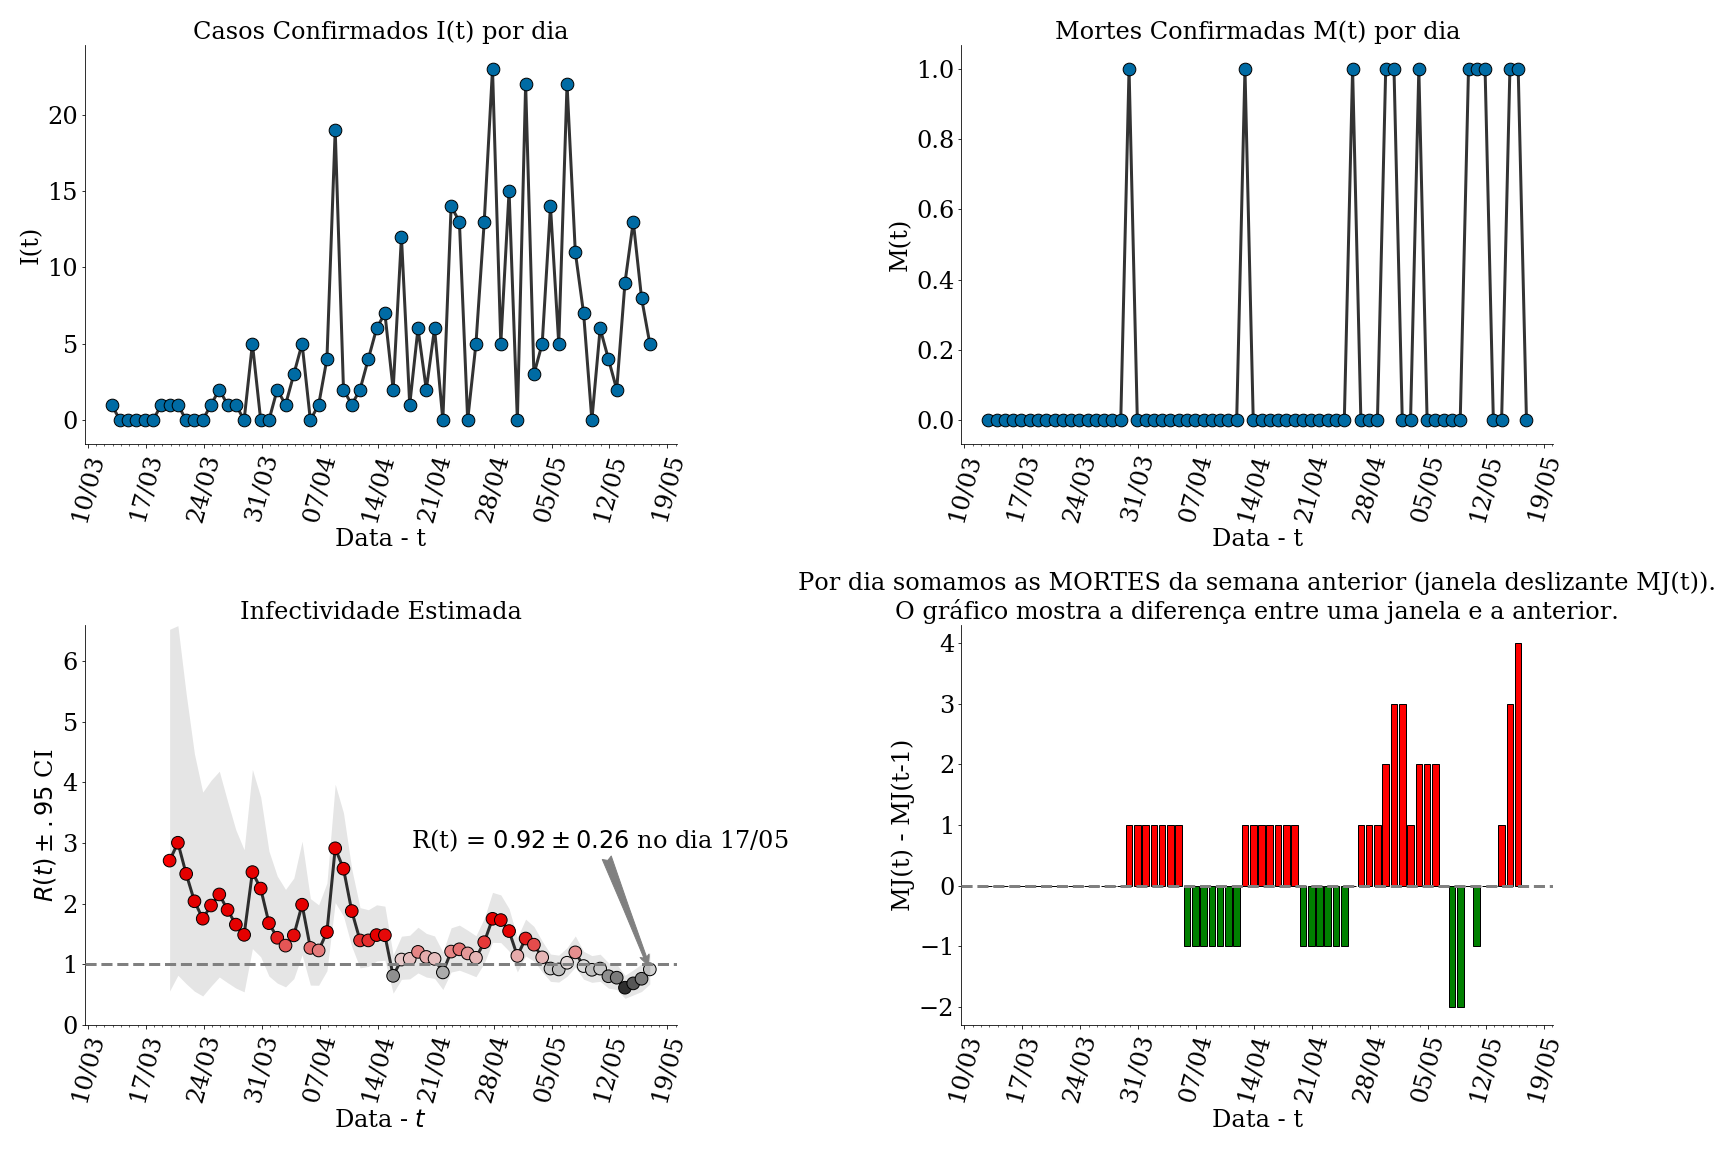 Casos Confirmados I(t) por dia
I(t)
20
15
10
5
0
10/03 17/03 24/03 31/03 07/04 14/04 21/04 28/04 05/05 12/05 19/05
Data - t
Mortes Confirmadas M(t) por dia
M(t)
1.0
0.8
0.6
0.4
0.2
0.0
10/03 17/03 24/03 31/03 07/04 14/04 21/04 28/04 05/05 12/05 19/05
Data - t
Infectividade Estimada
R(t) ± .95 CI
6
5
4
3
2
1
0
R(t) = 0.92 ± 0.26 no dia 17/05
10/03 17/03 24/03 31/03 07/04 14/04 21/04 28/04 05/05 12/05 19/05
Data - t
Por dia somamos as MORTES da semana anterior (janela deslizante MJ(t)).
O gráfico mostra a diferença entre uma janela e a anterior.
MJ(t) - MJ(t-1)
4
3
2
1
0
−1
−2
10/03 17/03 24/03 31/03 07/04 14/04 21/04 28/04 05/05 12/05 19/05
Data - t